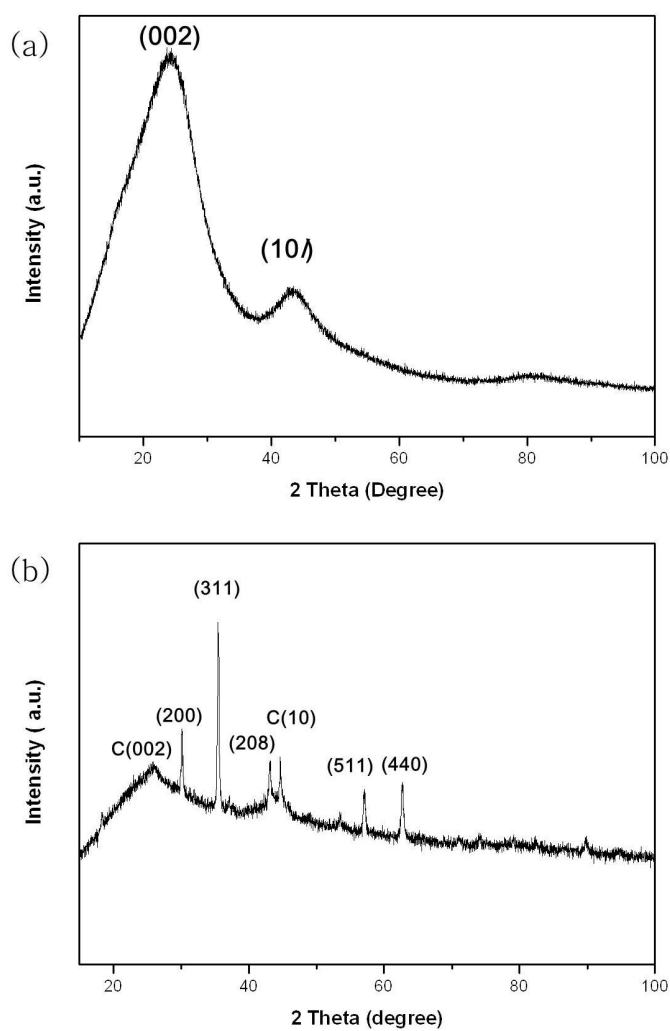 (a)
(002)
(10l)
Intensity (a.u.)
20 40 60 80 100
2 Theta (Degree)
(b)
(311)
(200)
C(10)
(208)
C(002)
(511) (440)
Intensity ( a.u.)
20 40 60 80 100
2 Theta (degree)